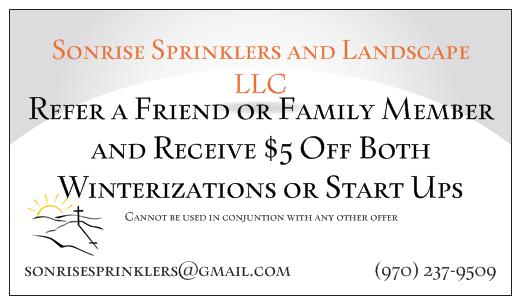 Sonrise Sprinklers and Landscape
LLC
Refer a Friend or Family Member
and Receive $5 Off Both
Winterizations or Start Ups
Cannot be used in conjuntion with any other offer
sonrisesprinklers@gmail.com
(970) 237-9509